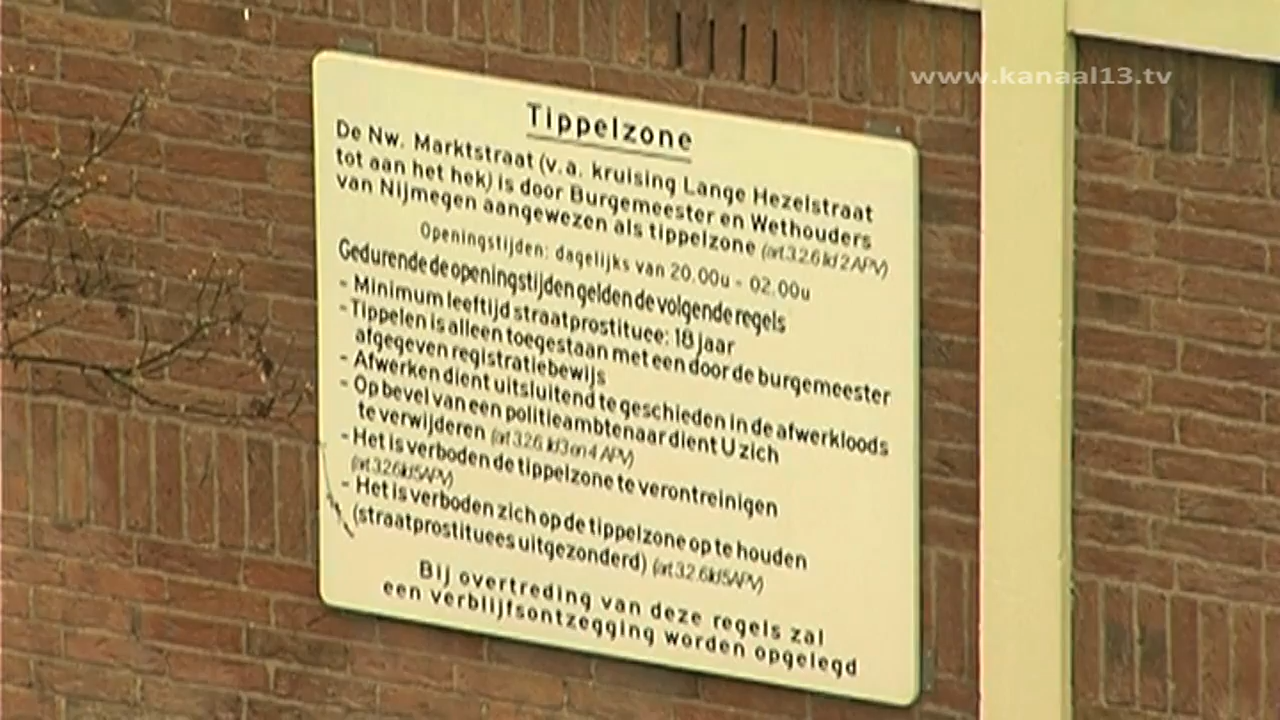 www.kanaal13.tv
Tippelzone
De Nw. Marktstraat (v.a. kruising Lange Hezelstraat
tot aan het hek) is door Burgemeester en Wethouders
van Nijmegen aangewezen als tippelzone (art.3.2.6 lid 2 APV)
Openingstijden: dagelijks van 20.00u - 02.00u
Gedurende de openingstijden gelden de volgende regels
- Minimum leeftijd straatprostituee: 18 jaar
- Tippelen is alleen toegestaan met een door de burgemeester
afgegeven registratiebewijs
- Afwerken dient uitsluitend te geschieden in de afwerkloods
- Op bevel van een politieambtenaar dient U zich
te verwijderen (art 3.2.6. lid 3 en 4 APV)
- Het is verboden de tippelzone te verontreinigen
(art.3.2.6 lid 5 APV)
- Het is verboden zich op de tippelzone op te houden
(straatprostituees uitgezonderd) (art.3.2.6 lid 5 APV)
Bij overtreding van deze regels zal
een verblijfsontzegging worden opgelegd